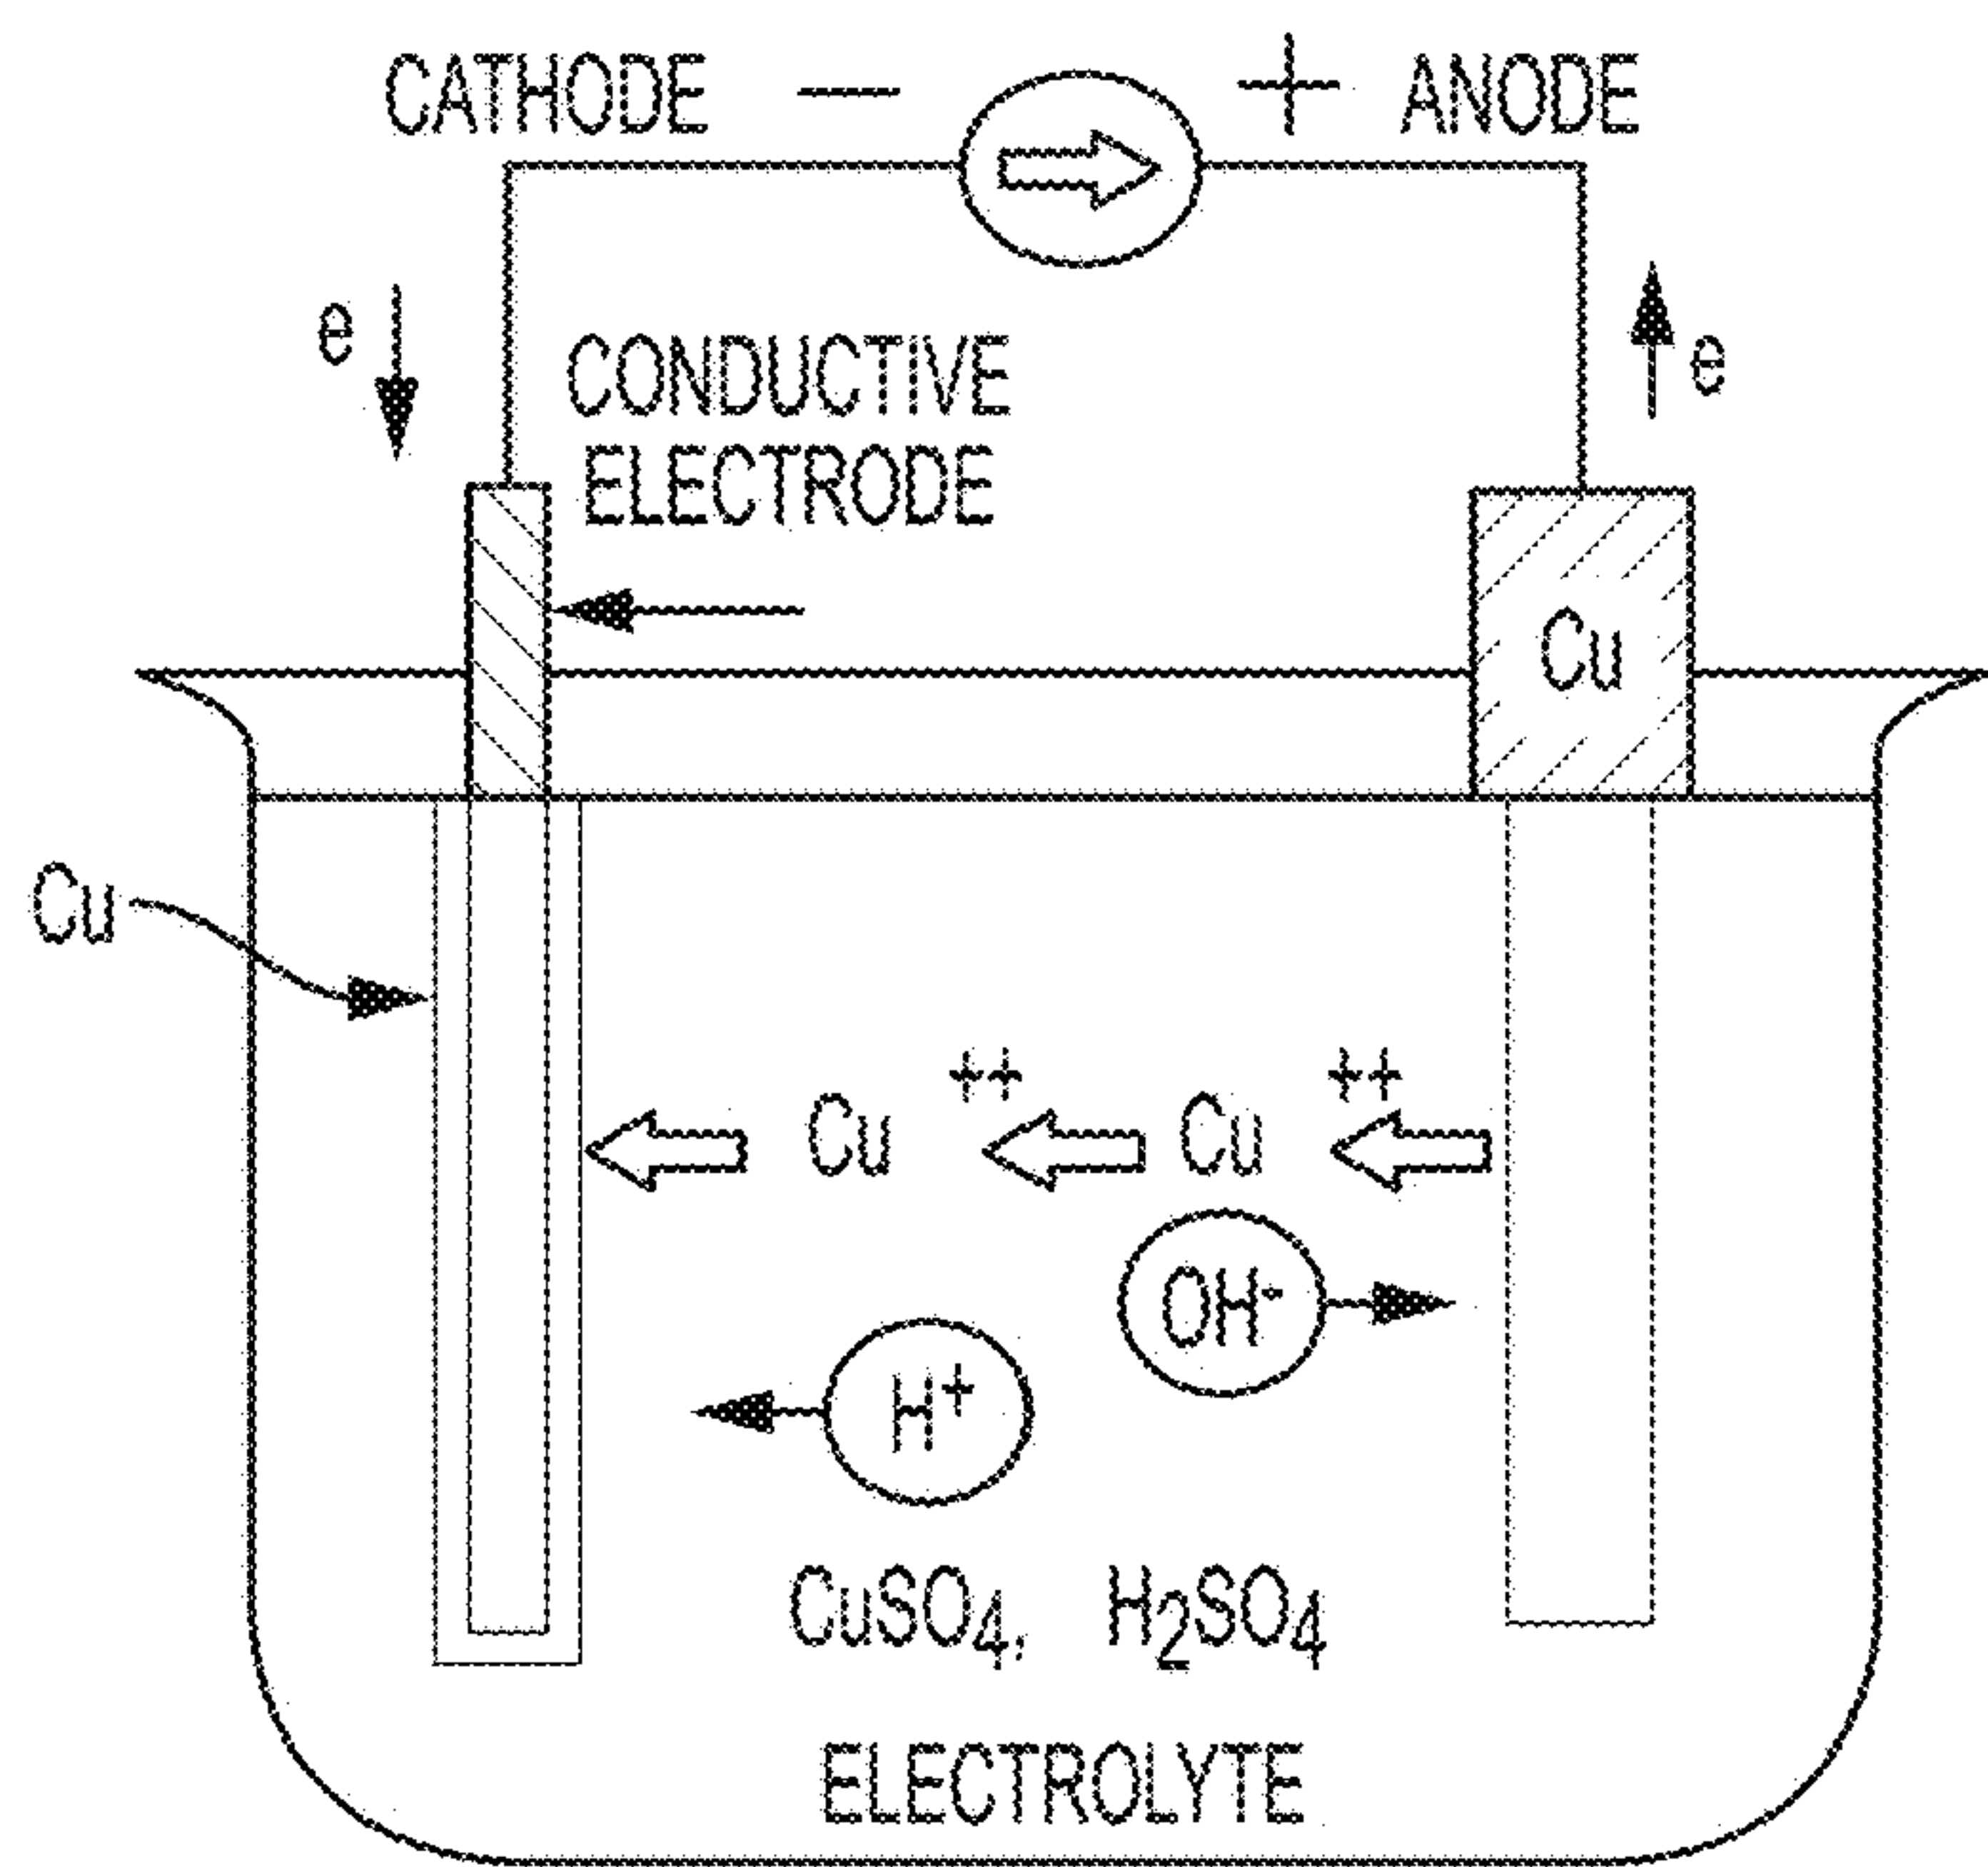 CATHODE — + ANODE
e
CONDUCTIVE
ELECTRODE
e
Cu
Cu
Cu++ Cu++
OH-
H+
CuSO4, H2SO4
ELECTROLYTE